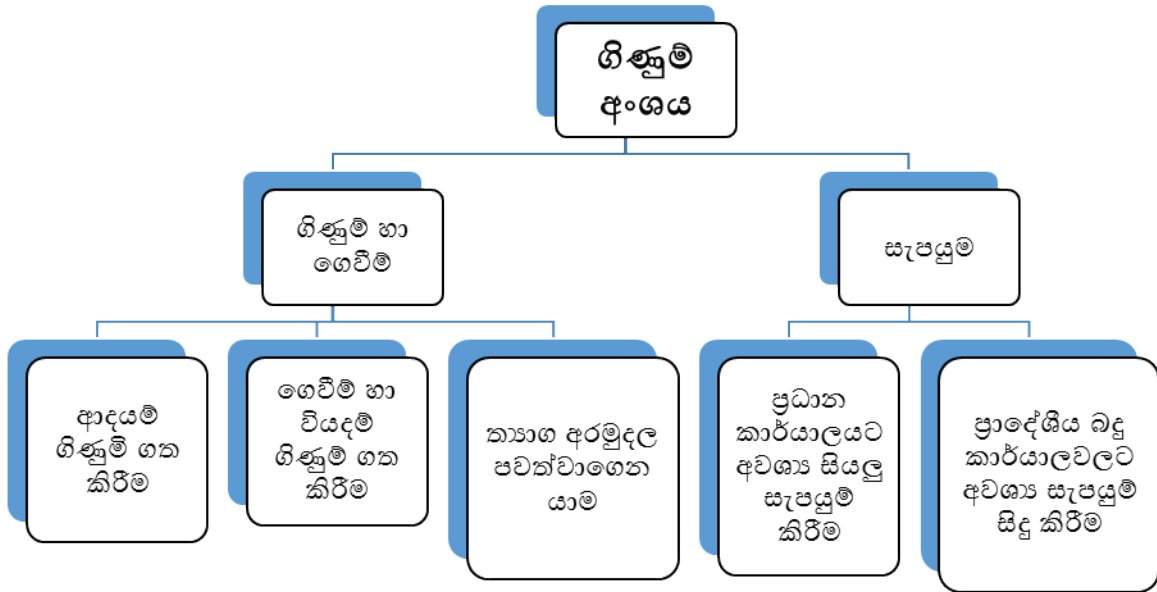 ගිණුම්
අංශය
ගිණුම් හා
ගෙවීම්
සැපයුම
ආදයම්
ගිණුම් ගත
කිරීම
ගෙවීම් හා
වියදම්
ගිණුම් ගත
කිරීම
ත්‍යාග අරමුදල
පවත්වාගෙන
යාම
ප්‍රධාන
කාර්යාලයට
අවශ්‍ය සියලු
සැපයුම්
කිරීම
ප්‍රාදේශීය බදු
කාර්යාලවලට
අවශ්‍ය සැපයුම්
සිදු කිරීම